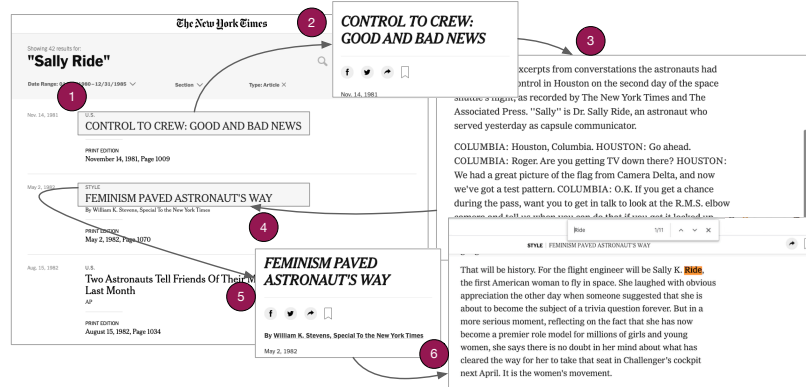 The New York Times
Showing 42 results for:
"Sally Ride"
12/31/1985
Section
Type: Article ×
1
Nov. 14, 1981
U.S.
CONTROL TO CREW: GOOD AND BAD NEWS
PRINT EDITION
November 14, 1981, Page 1009
May 2, 1982
STYLE
FEMINISM PAVED ASTRONAUT'S WAY
By William K. Stevens, Special To the New York Times
PRINT EDITION
May 2, 1982, Page 1070
Aug. 15, 1982
U.S.
Two Astronauts Tell Friends Of Their
Last Month
AP
PRINT EDITION
August 15, 1982, Page 1034
2
CONTROL TO CREW:
GOOD AND BAD NEWS
Nov. 14, 1981
3
from converstations the astronauts had
in Houston on the second day of the space
as recorded by The New York Times and The
Associated Press. ''Sally'' is Dr. Sally Ride, an astronaut who
served yesterday as capsule communicator.
COLUMBIA: Houston, Columbia. HOUSTON: Go ahead.
COLUMBIA: Roger. Are you getting TV down there? HOUSTON:
We had a great picture of the flag from Camera Delta, and now
we've got a test pattern. COLUMBIA: O.K. If you get a chance
during the pass, want you to get in talk to look at the R.M.S. elbow
4
5
FEMINISM PAVED
ASTRONAUT'S WAY
By William K. Stevens, Special To the New York Times
May 2, 1982
6
Ride
1/11
STYLE | FEMINISM PAVED ASTRONAUT'S WAY
That will be history. For the flight engineer will be Sally K. Ride,
the first American woman to fly in space. She laughed with obvious
appreciation the other day when someone suggested that she is
about to become the subject of a trivia question forever. But in a
more serious moment, reflecting on the fact that she has now
become a premier role model for millions of girls and young
women, she says there is no doubt in her mind about what has
cleared the way for her to take that seat in Challenger's cockpit
next April. It is the women's movement.